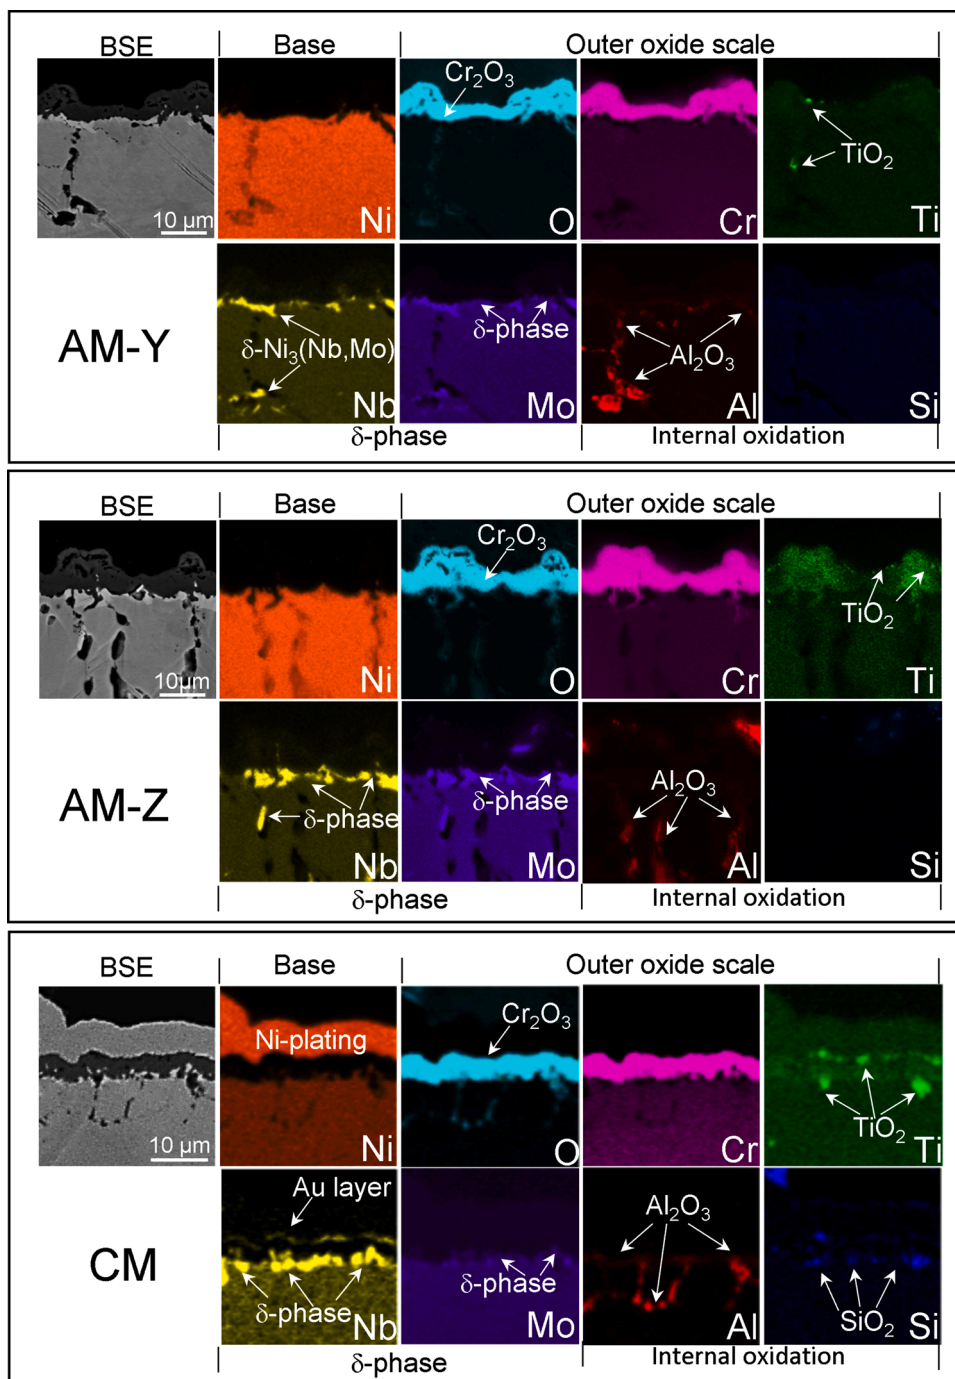 BSE | Base | Outer oxide scale |
Cr₂O₃
TiO₂
10 µm
Ni O Cr Ti
AM-Y
δ-Ni₃(Nb,Mo)
δ-phase
Al₂O₃
Nb Mo Al Si
| δ-phase | Internal oxidation |
BSE | Base | Outer oxide scale |
Cr₂O₃
TiO₂
10µm
Ni O Cr Ti
AM-Z
δ-phase
δ-phase
Al₂O₃
Nb Mo Al Si
| δ-phase | Internal oxidation |
BSE | Base | Outer oxide scale |
Cr₂O₃
Ni-plating
TiO₂
10 µm
Ni O Cr Ti
CM
Au layer
Al₂O₃
δ-phase
δ-phase
SiO₂
Nb Mo Al Si
| δ-phase | Internal oxidation |